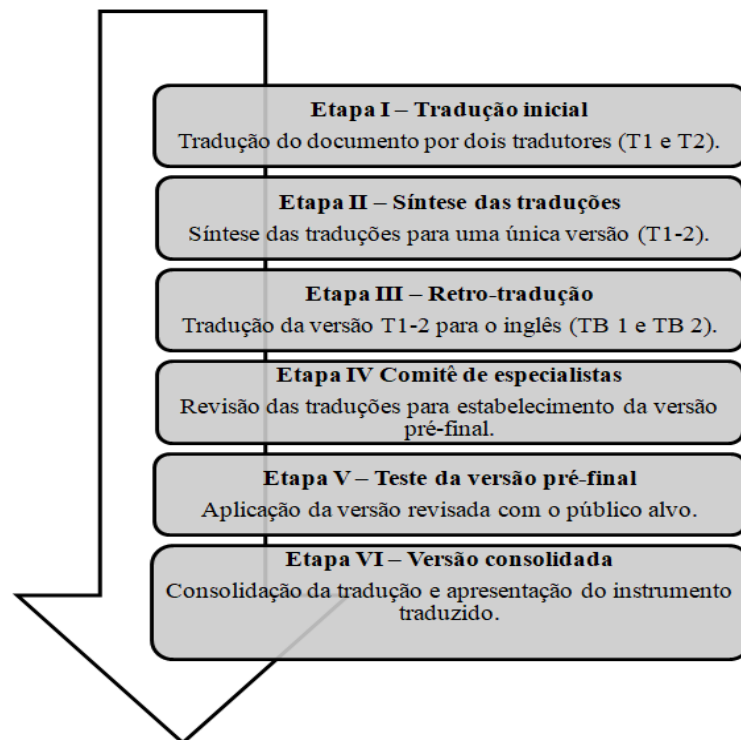 Etapa I – Tradução inicial
Tradução do documento por dois tradutores (T1 e T2).
Etapa II – Síntese das traduções
Síntese das traduções para uma única versão (T1-2).
Etapa III – Retro-tradução
Tradução da versão T1-2 para o inglês (TB 1 e TB 2).
Etapa IV Comitê de especialistas
Revisão das traduções para estabelecimento da versão
pré-final.
Etapa V – Teste da versão pré-final
Aplicação da versão revisada com o público alvo.
Etapa VI – Versão consolidada
Consolidação da tradução e apresentação do instrumento
traduzido.